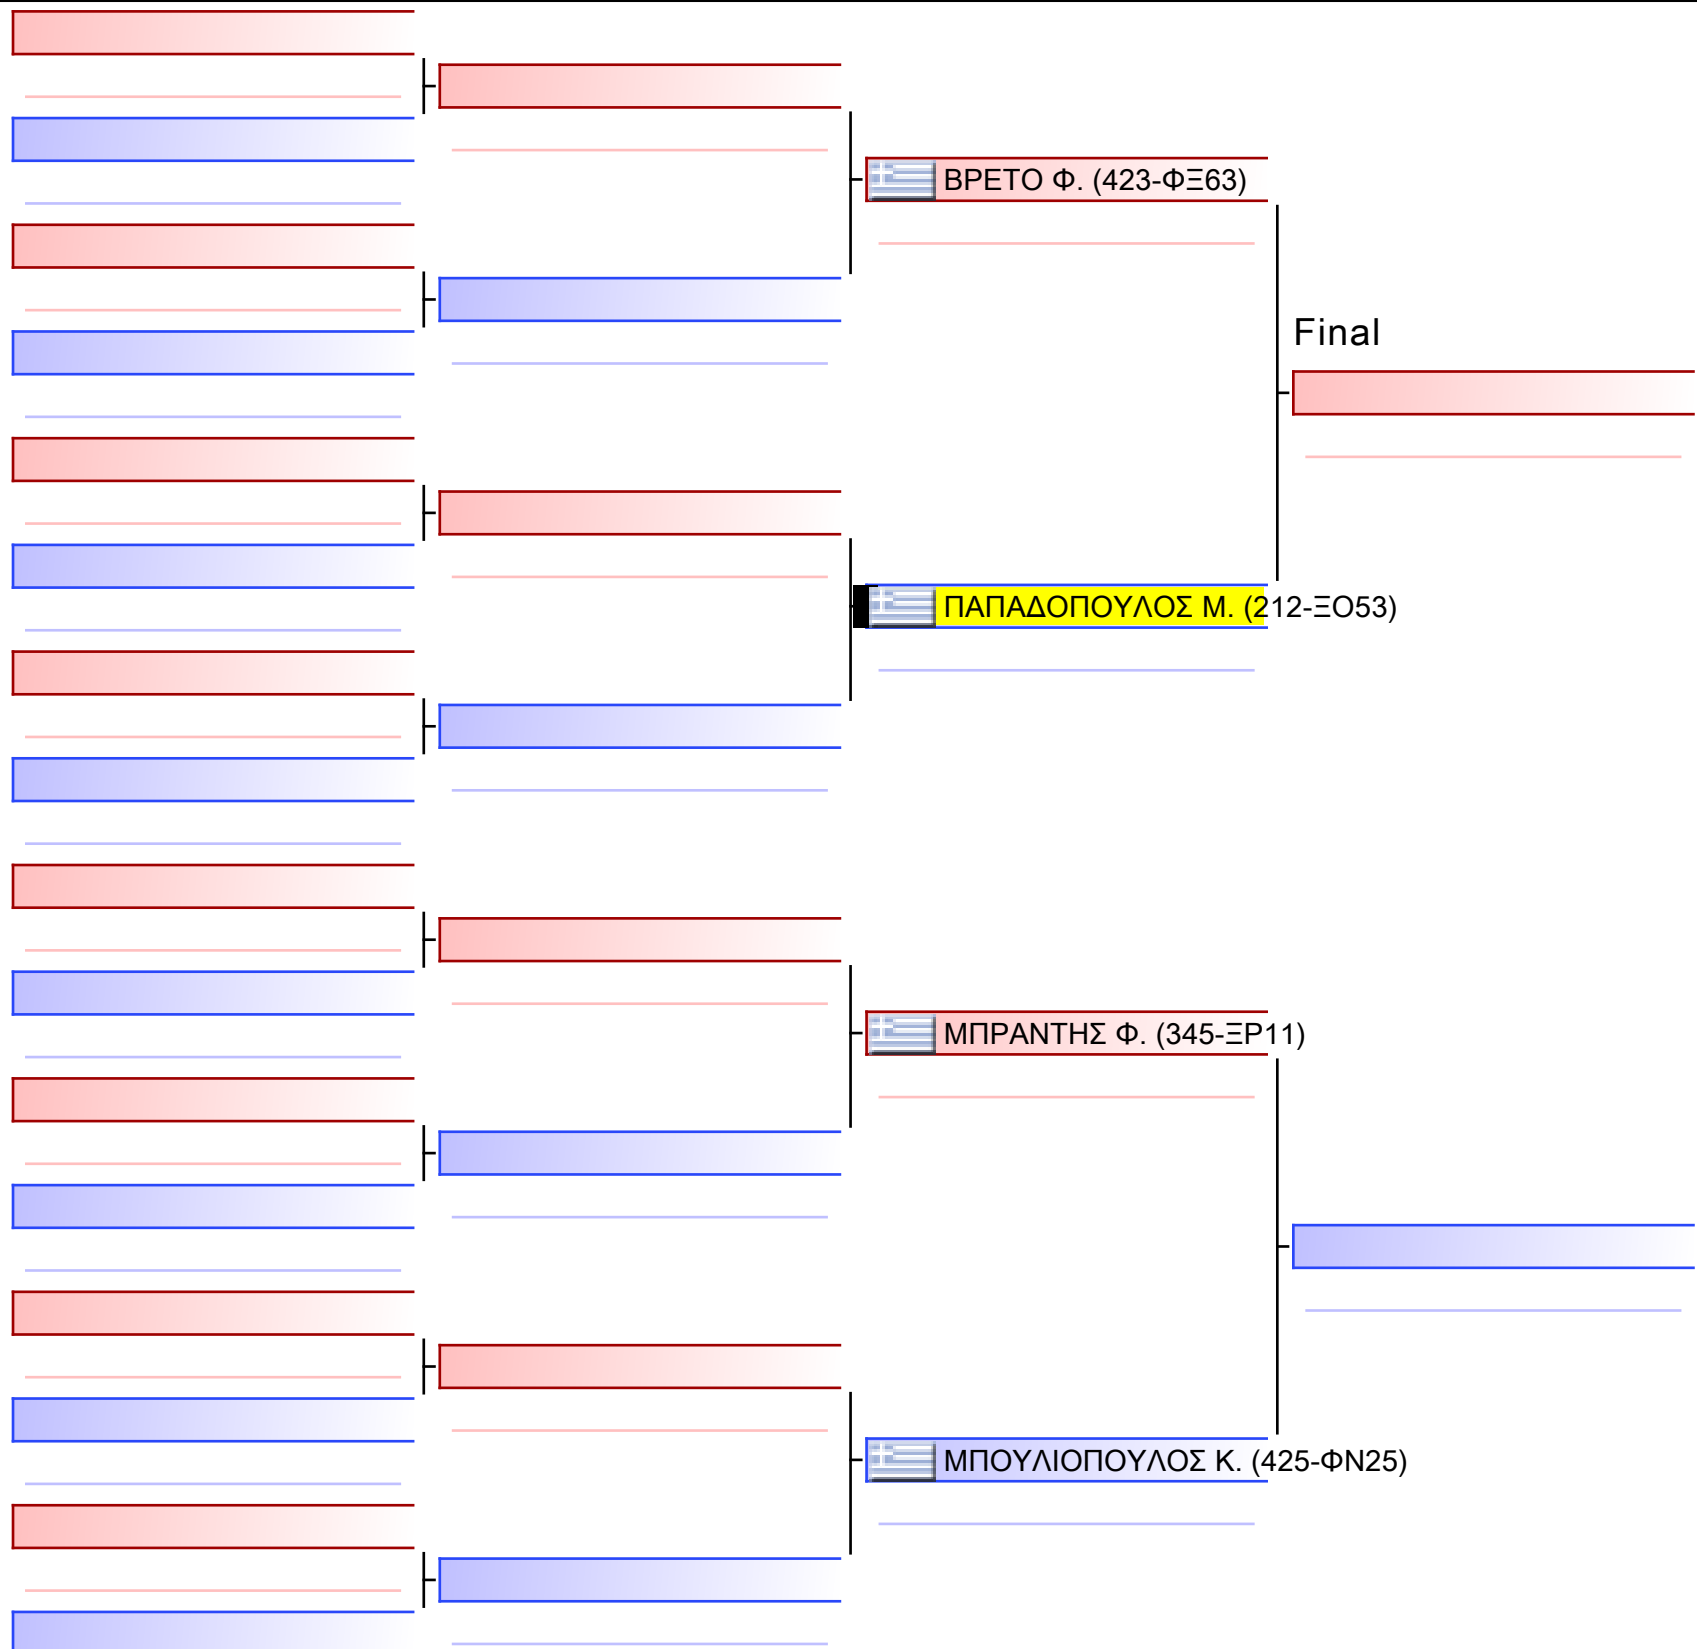 ΒΡΕΤΟ Φ. (423-ΦΞ63)
Final
ΠΑΠΑΔΟΠΟΥΛΟΣ Μ. (212-ΞΟ53)
ΜΠΡΑΝΤΗΣ Φ. (345-ΞΡ11)
ΜΠΟΥΛΙΟΠΟΥΛΟΣ Κ. (425-ΦΝ25)